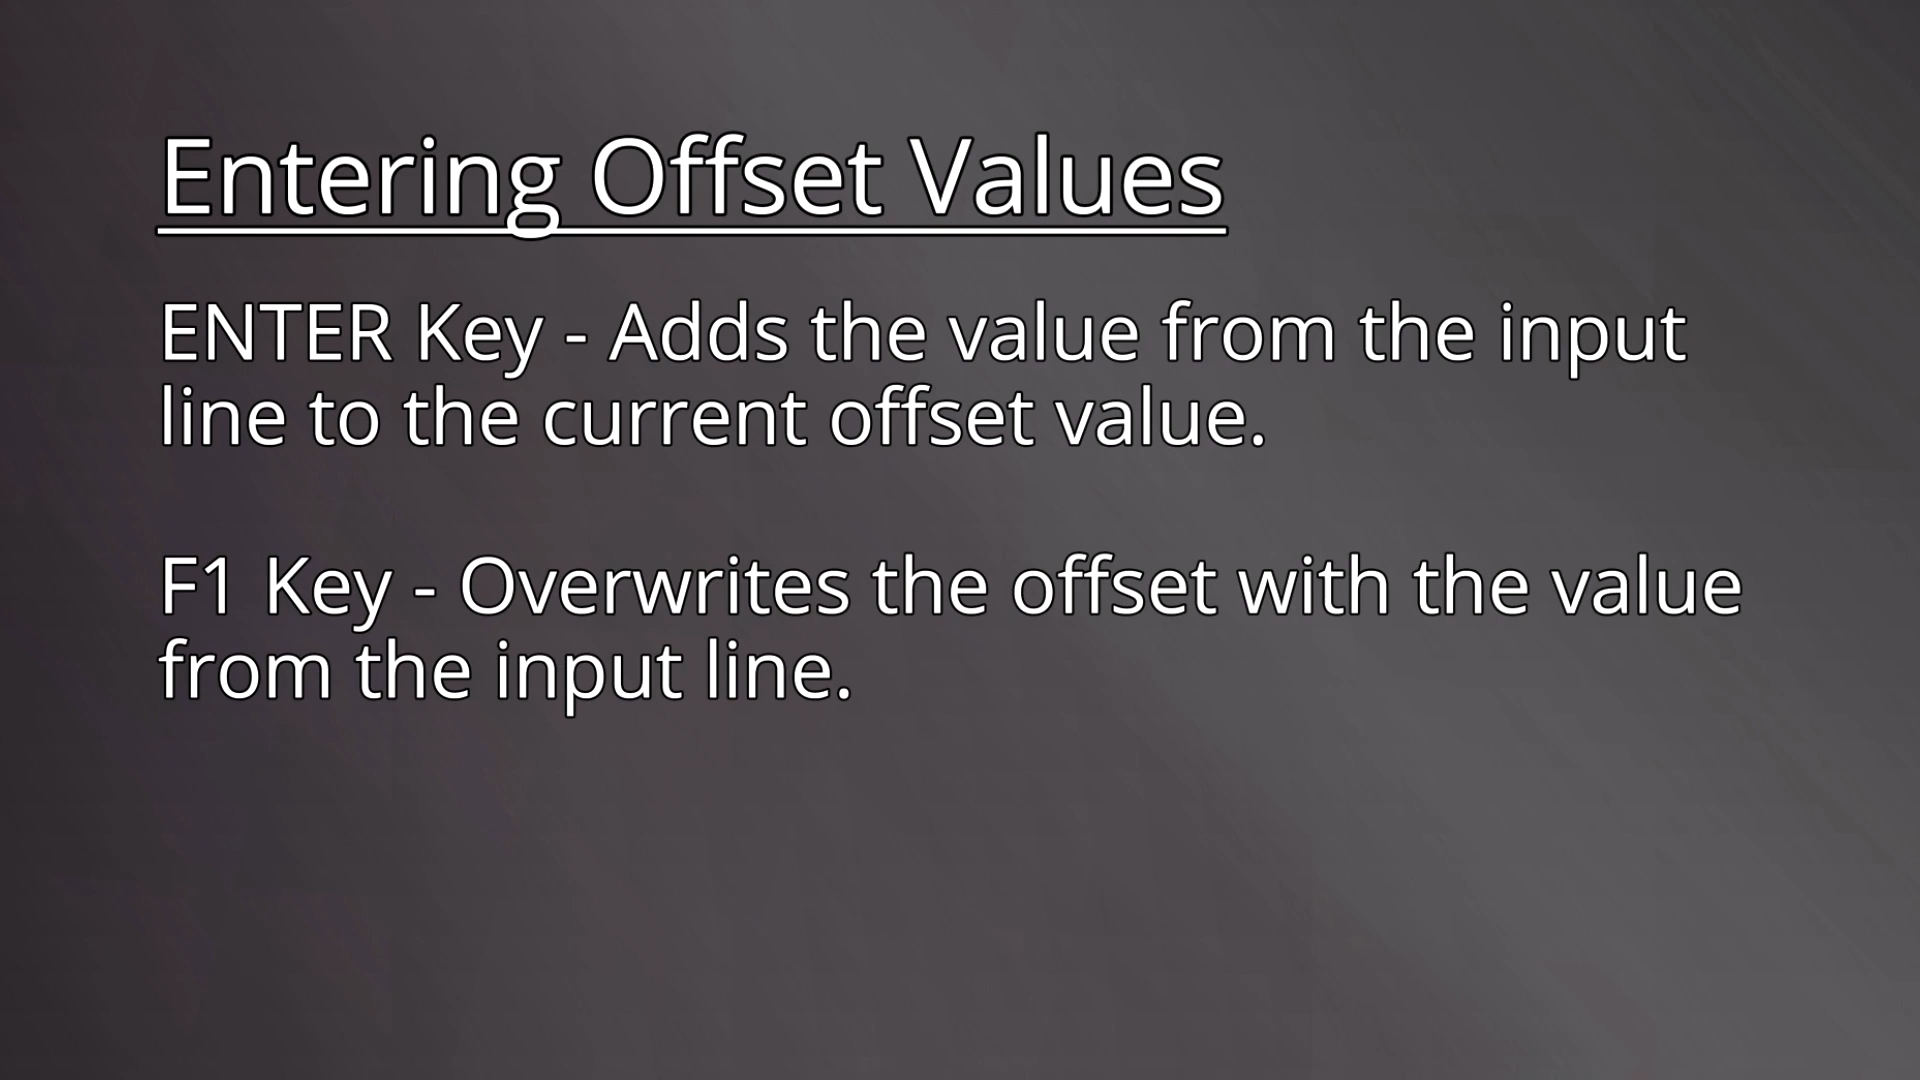 Entering Offset Values
ENTER Key - Adds the value from the input
line to the current offset value.
F1 Key - Overwrites the offset with the value
from the input line.